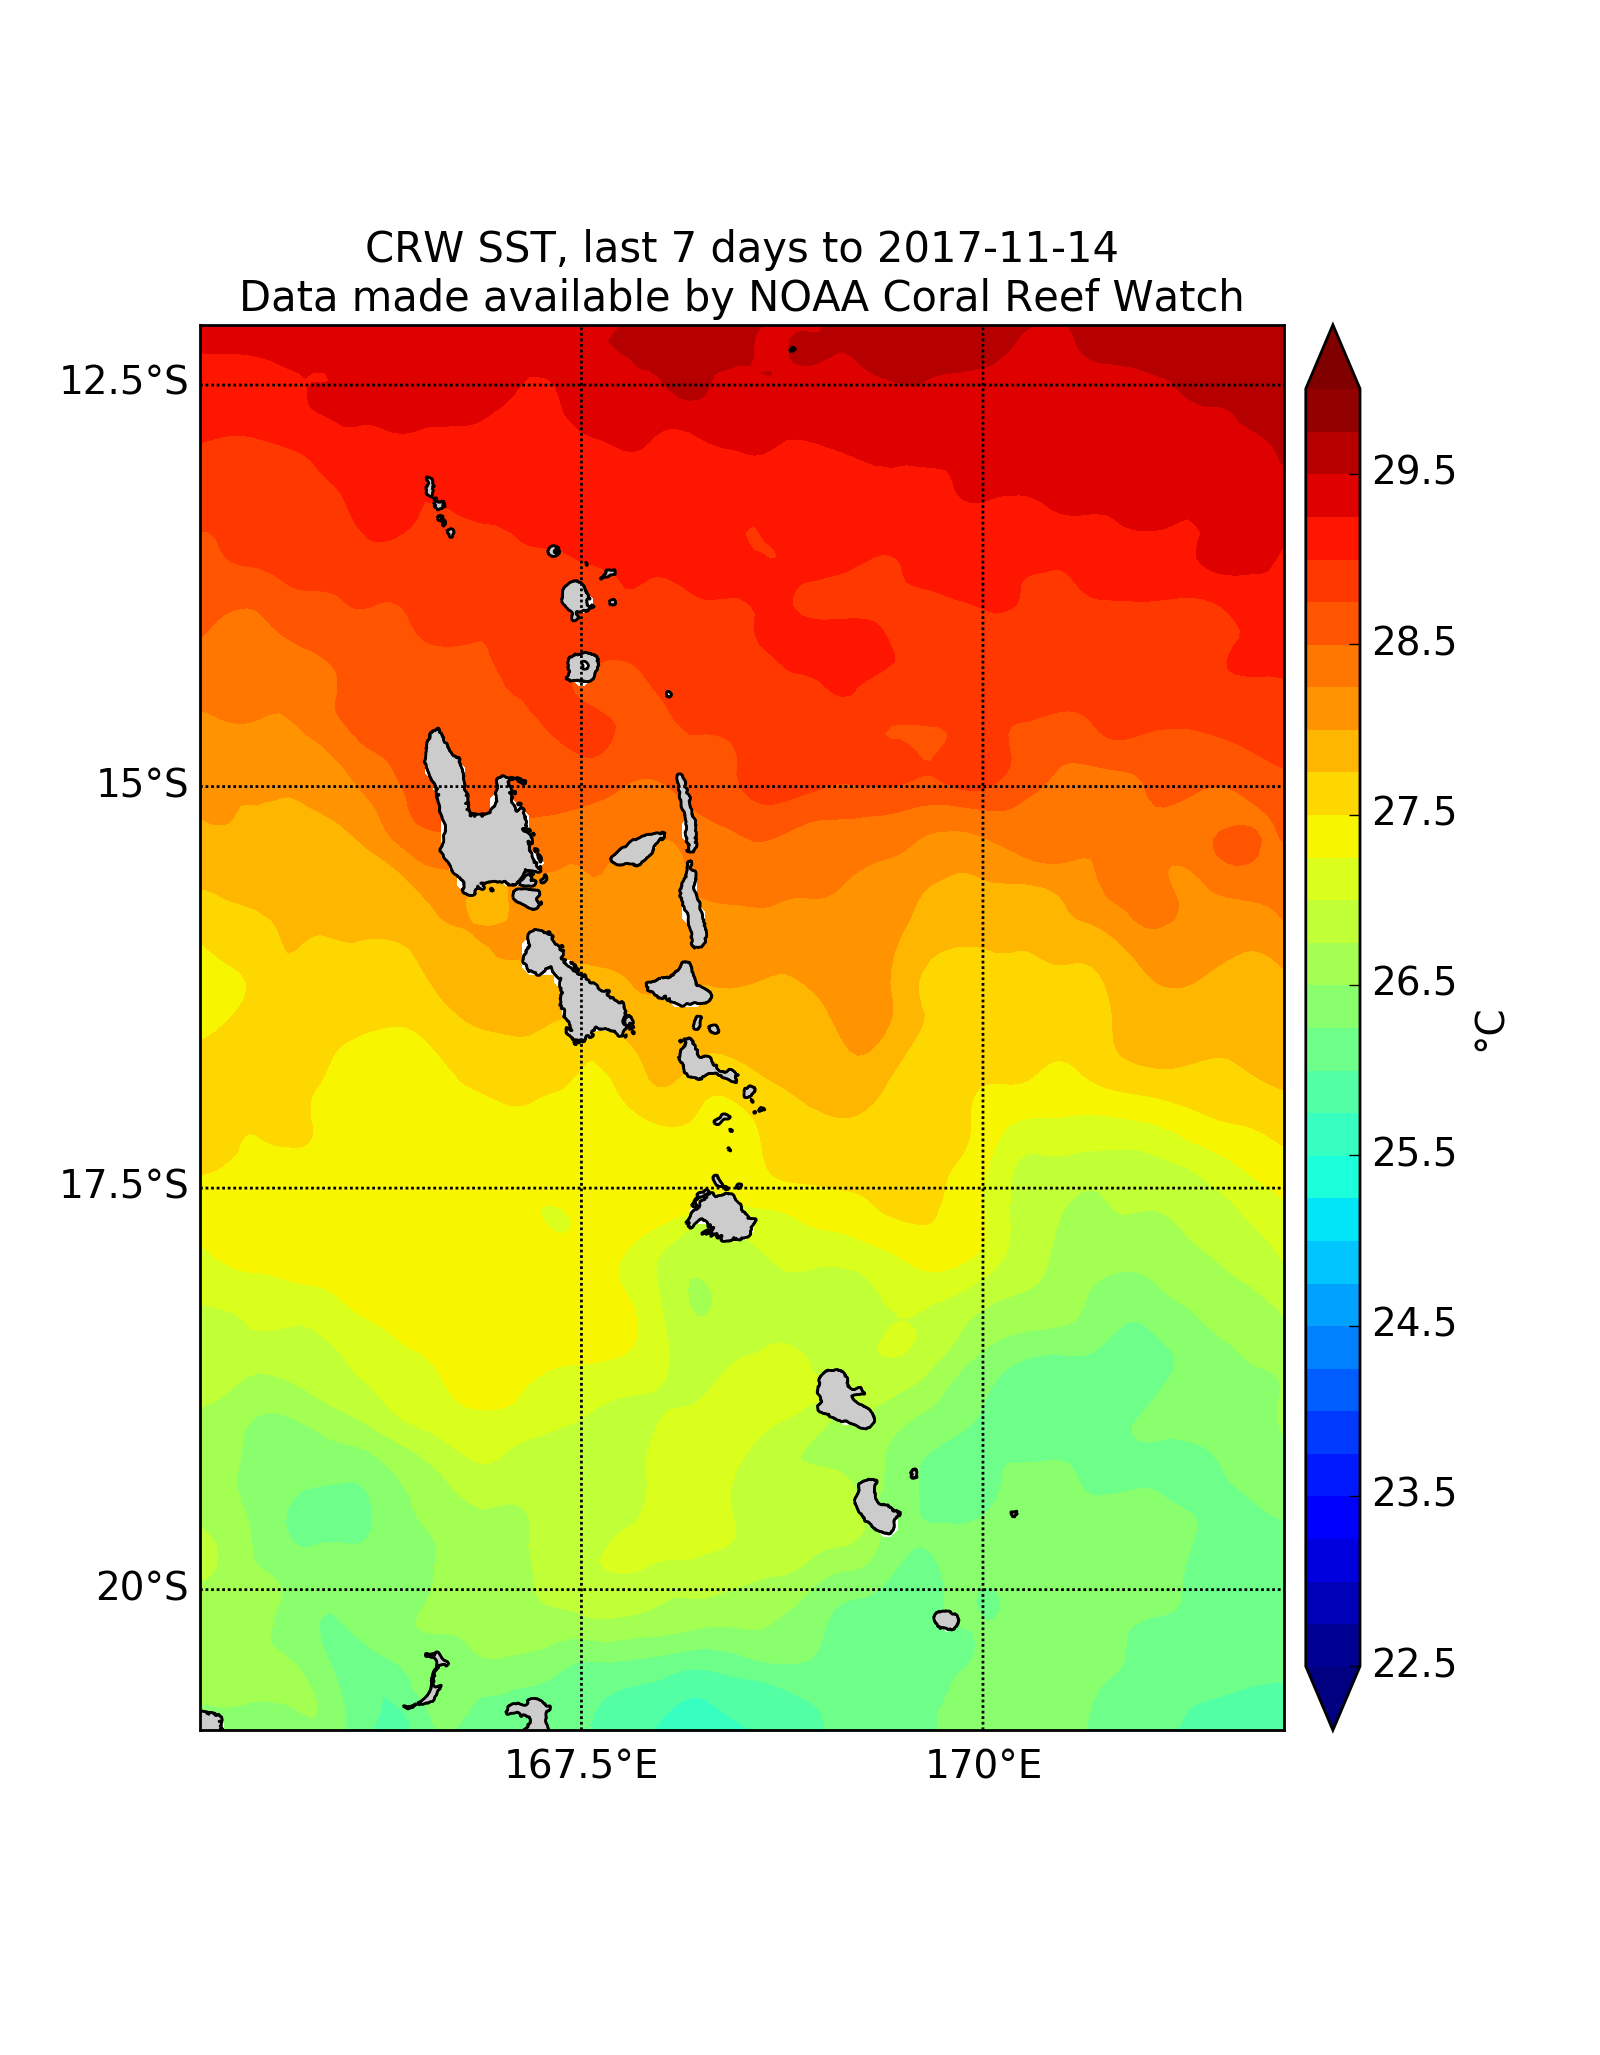 CRW SST, last 7 days to 2017-11-14
Data made available by NOAA Coral Reef Watch
12.5°S
15°S
17.5°S
20°S
167.5°E
170°E
29.5
28.5
27.5
26.5
25.5
24.5
23.5
22.5
°C